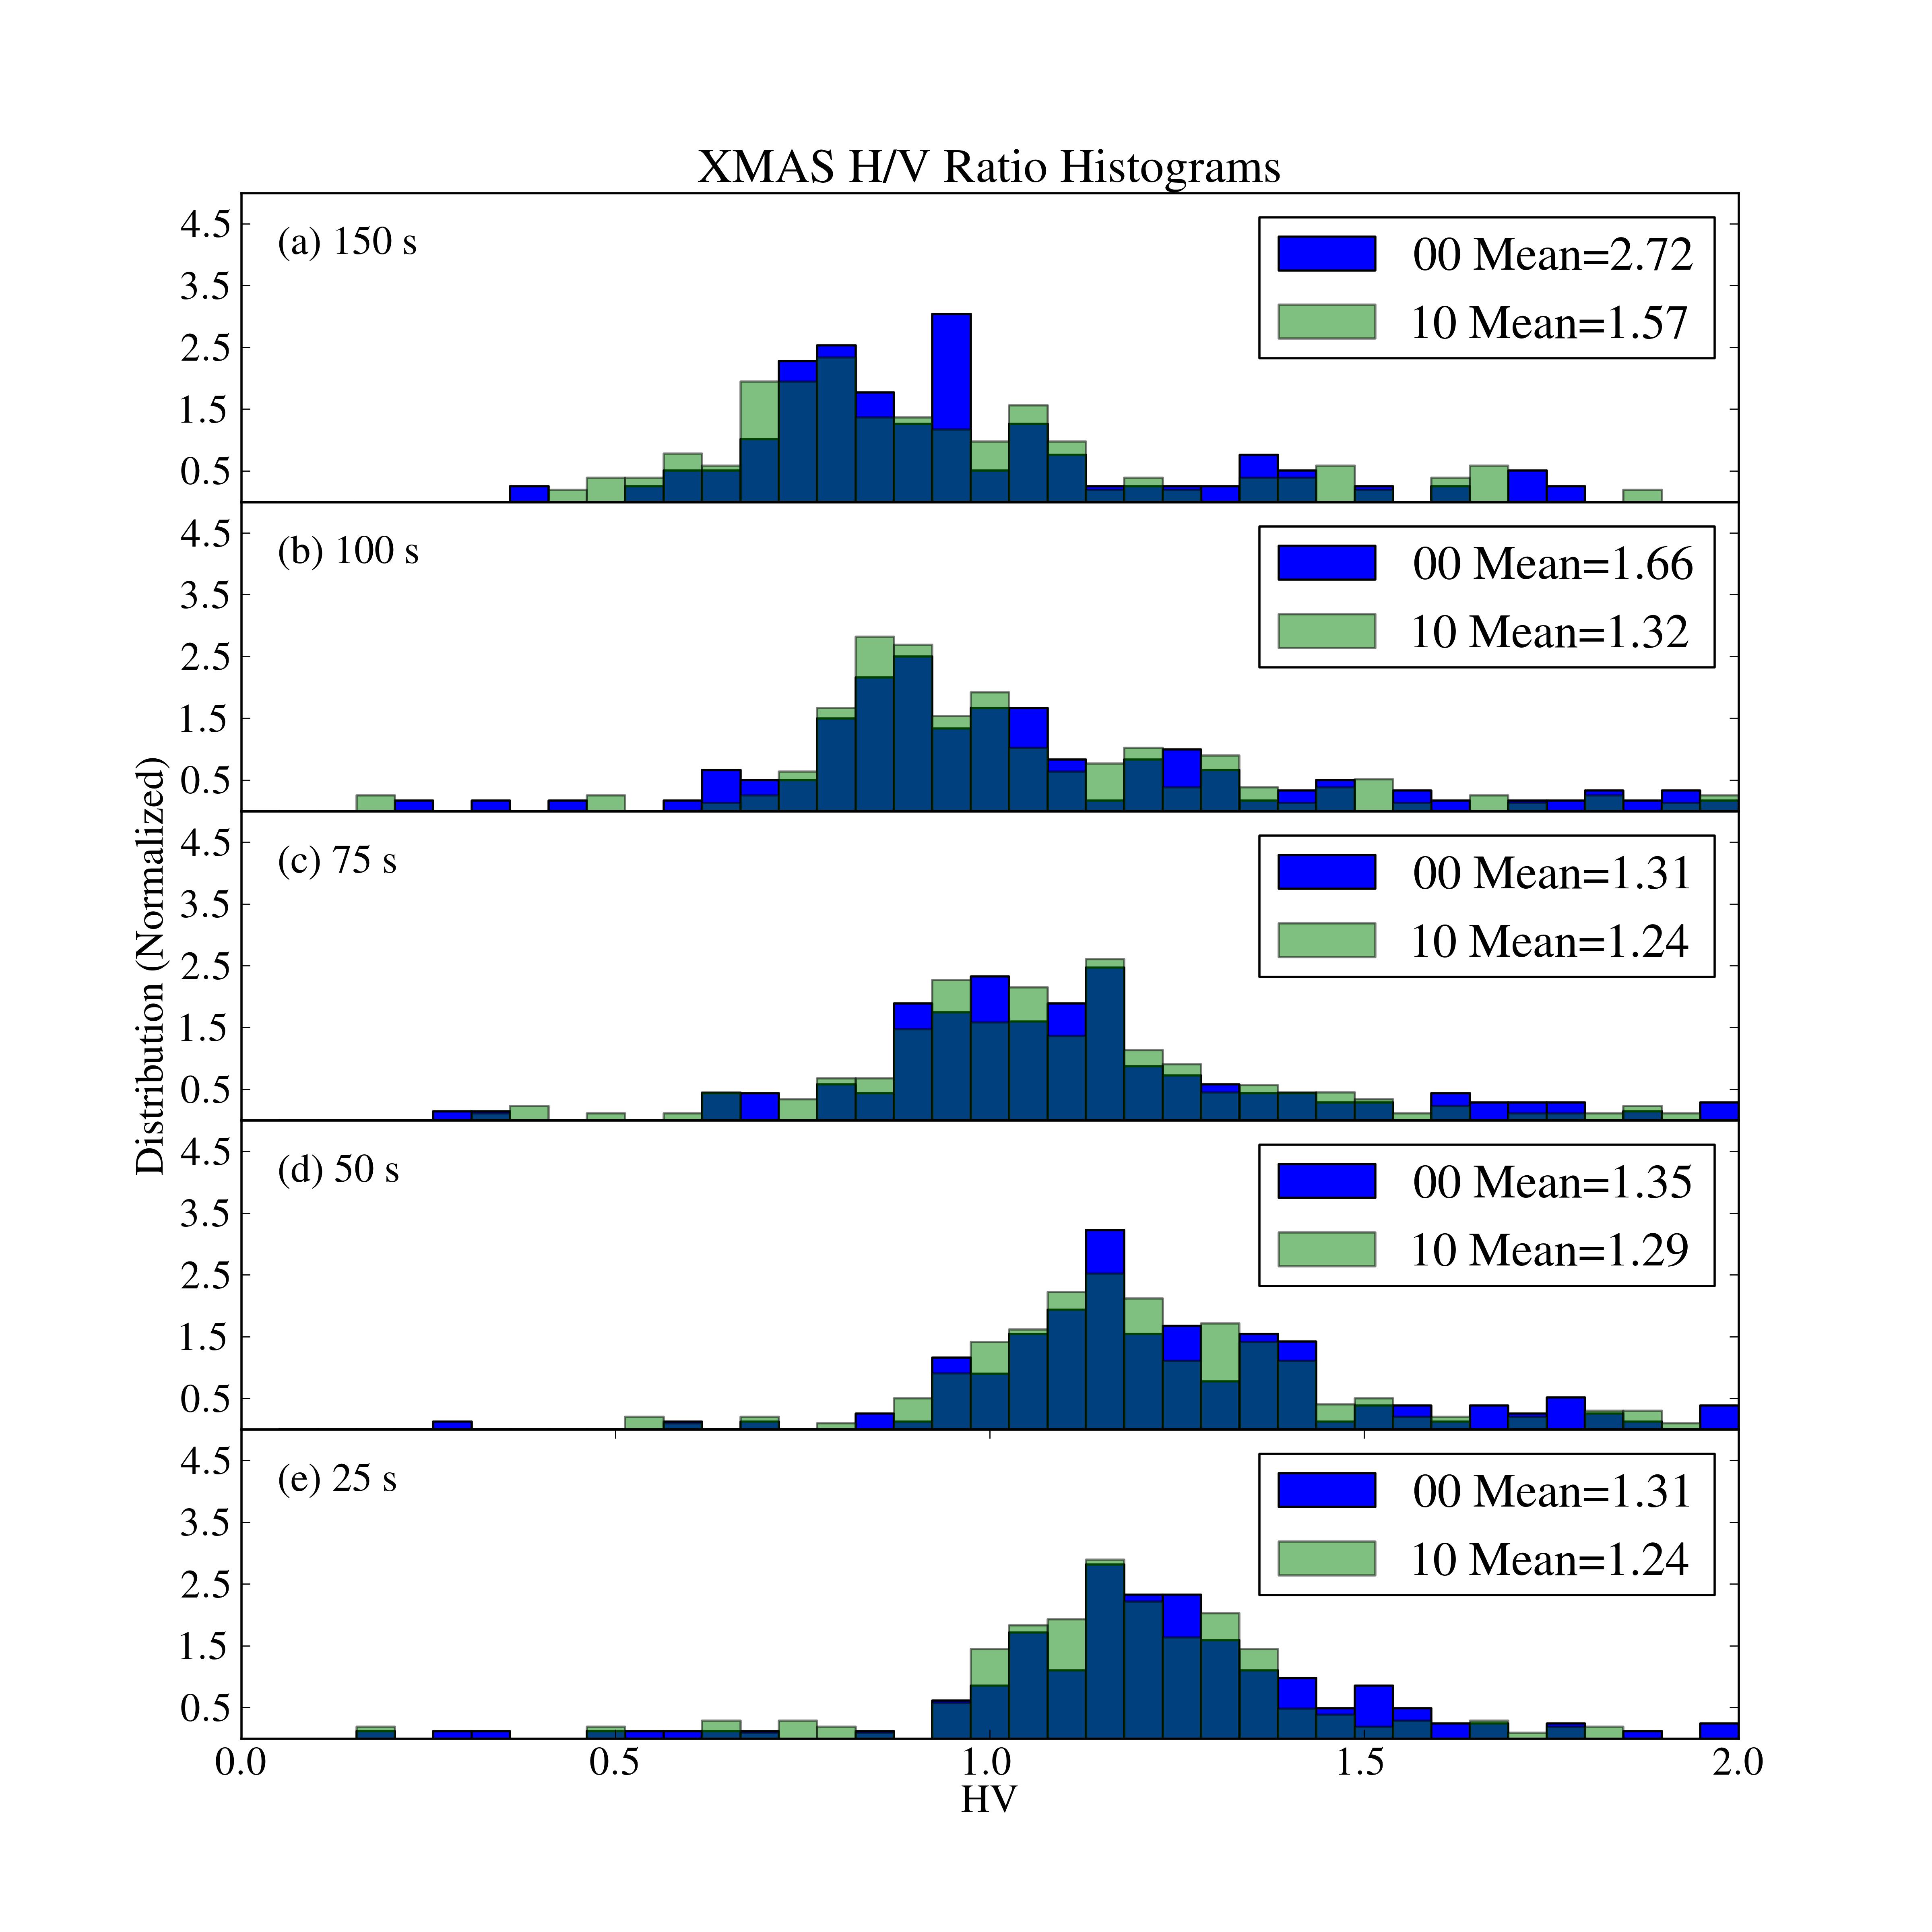 XMAS H/V Ratio Histograms
Distribution (Normalized)
4.5
3.5
2.5
1.5
0.5
(a) 150 s
00 Mean=2.72
10 Mean=1.57
4.5
3.5
2.5
1.5
0.5
(b) 100 s
00 Mean=1.66
10 Mean=1.32
4.5
3.5
2.5
1.5
0.5
(c) 75 s
00 Mean=1.31
10 Mean=1.24
4.5
3.5
2.5
1.5
0.5
(d) 50 s
00 Mean=1.35
10 Mean=1.29
4.5
3.5
2.5
1.5
0.5
(e) 25 s
00 Mean=1.31
10 Mean=1.24
0.0 0.5 1.0 1.5 2.0
HV